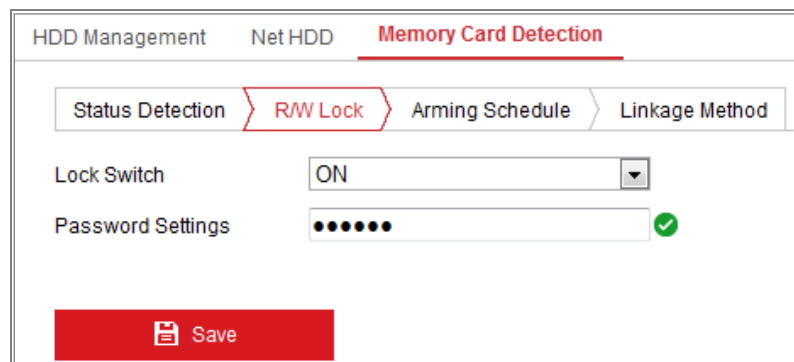 HDD Management Net HDD Memory Card Detection
Status Detection R/W Lock Arming Schedule Linkage Method
Lock Switch ON
Password Settings ●●●●●●
Save